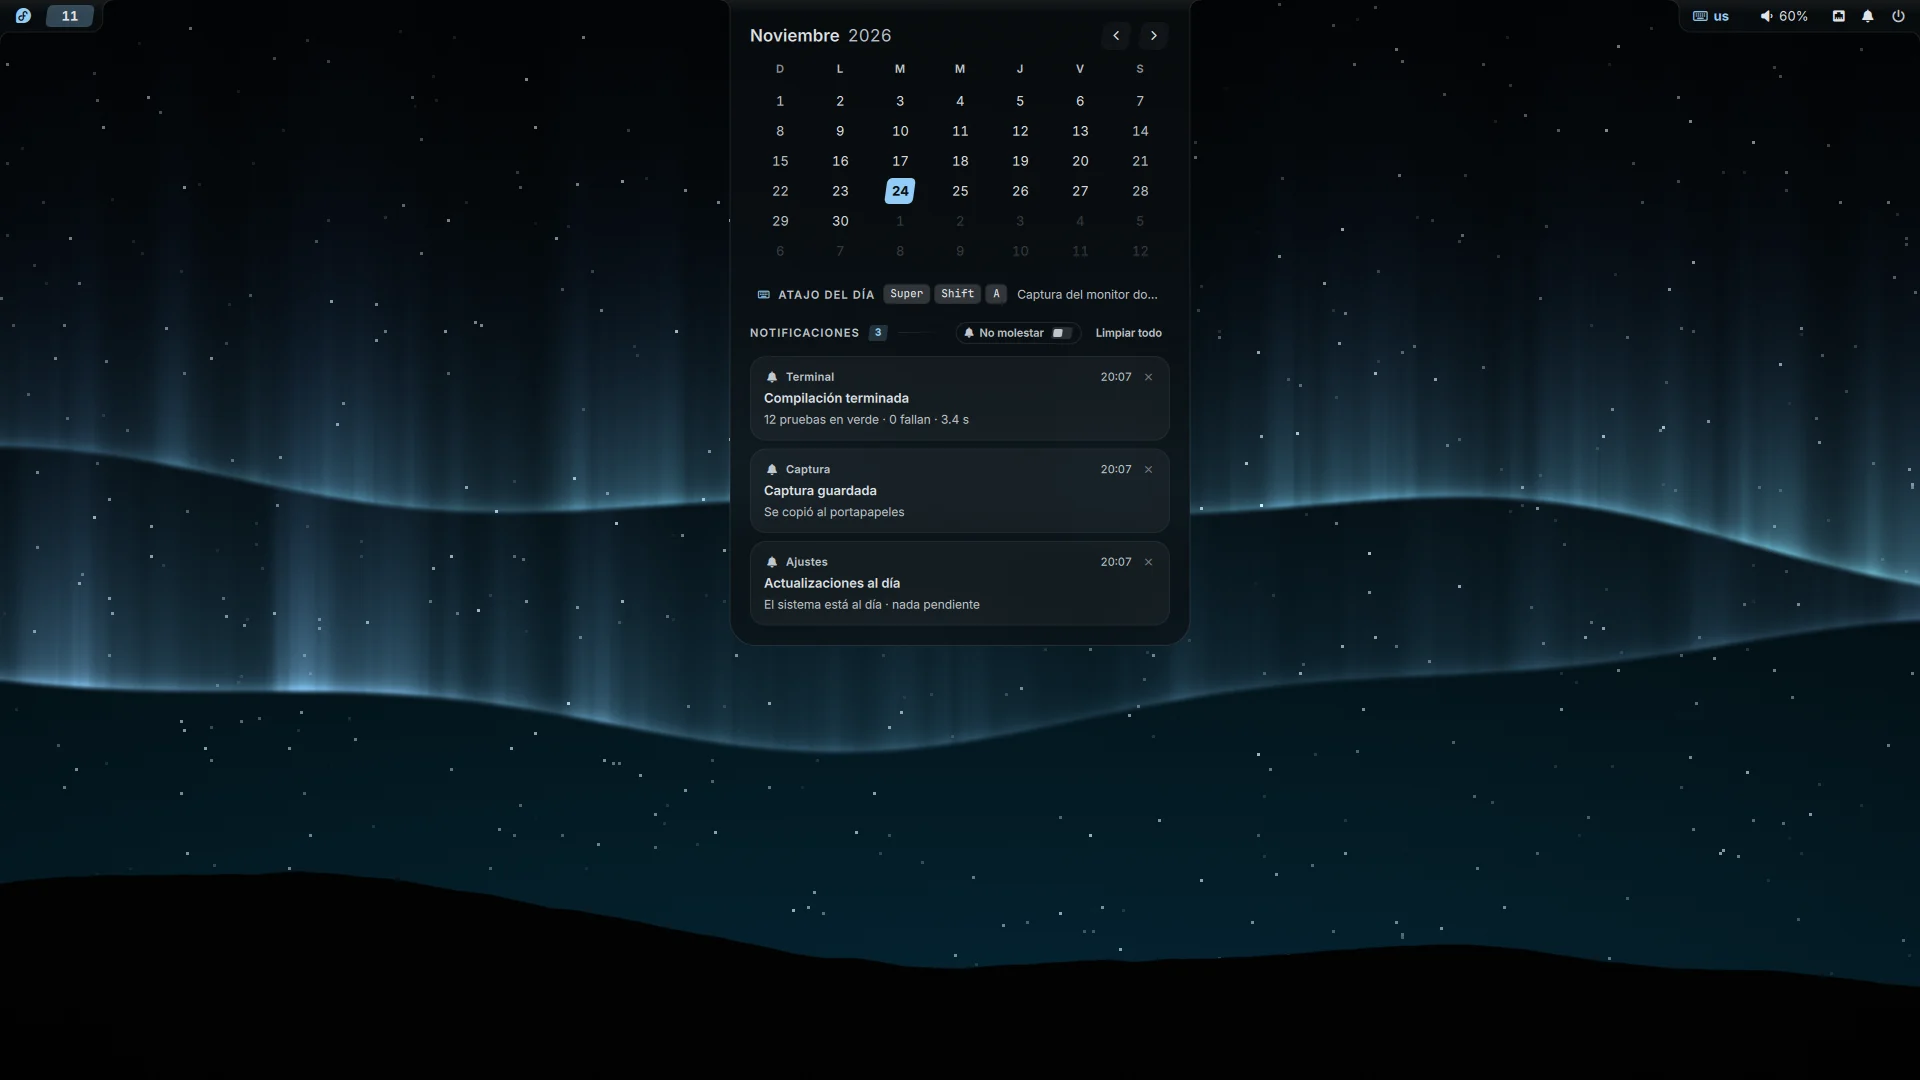 11
us 60%
Noviembre 2026
D L M M J V S
1 2 3 4 5 6 7
8 9 10 11 12 13 14
15 16 17 18 19 20 21
22 23 24 25 26 27 28
29 30 1 2 3 4 5
6 7 8 9 10 11 12
ATAJO DEL DÍA Super Shift A Captura del monitor do...
NOTIFICACIONES 3 No molestar Limpiar todo
Terminal 20:07
Compilación terminada
12 pruebas en verde · 0 fallan · 3.4 s
Captura 20:07
Captura guardada
Se copió al portapapeles
Ajustes 20:07
Actualizaciones al día
El sistema está al día · nada pendiente